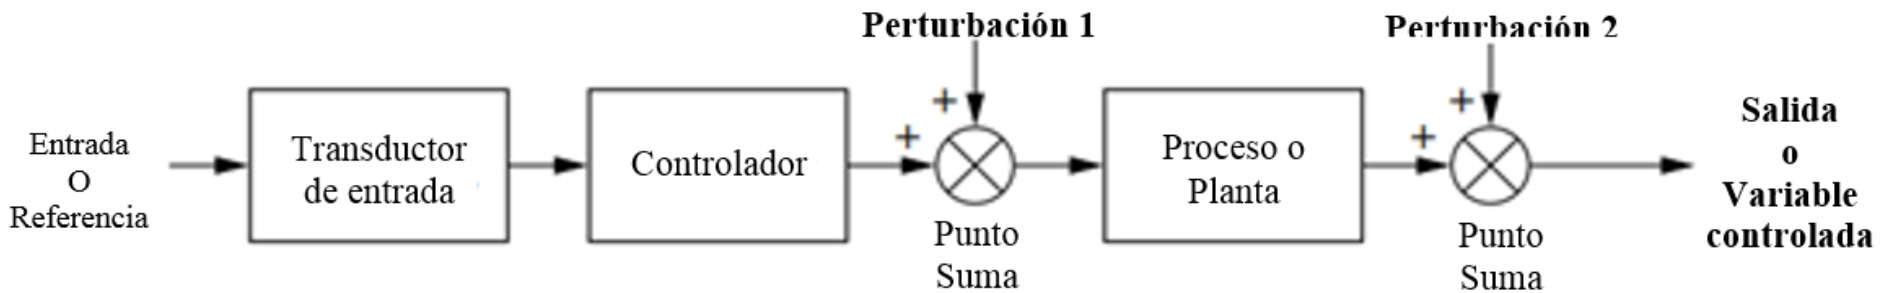 Perturbación 1
Perturbación 2
Entrada
O
Referencia
Transductor
de entrada
Controlador
+
+
Punto
Suma
Proceso o
Planta
+
+
Punto
Suma
Salida
o
Variable
controlada